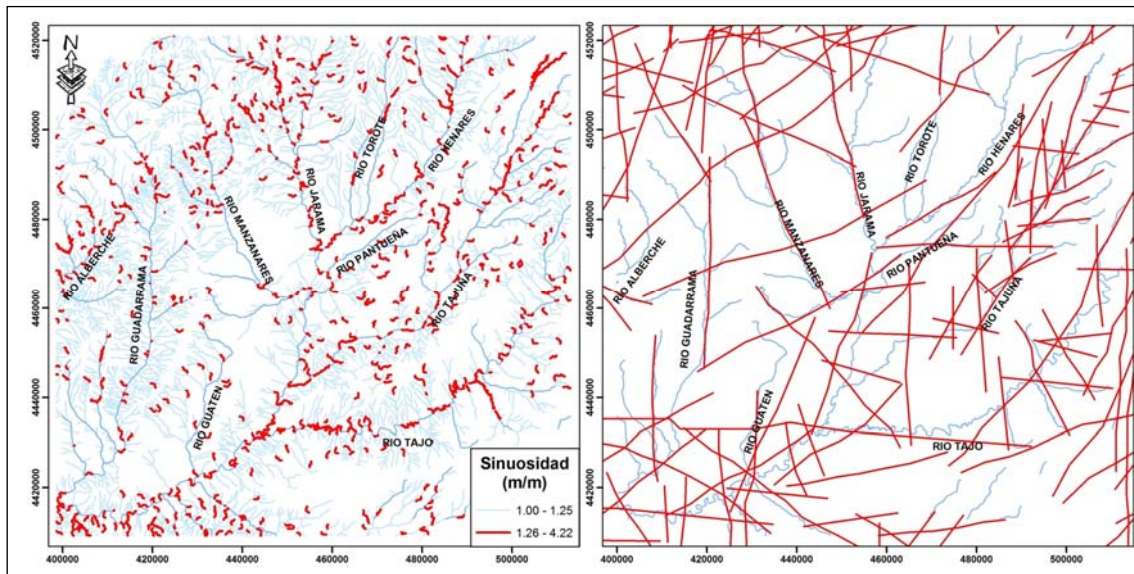 N
4520000
4500000
4480000
4460000
4440000
4420000
RIO TOROTE
RIO HENARES
RIO JARAMA
RIO MANZANARES
RIO PANTUEÑA
RIO ALBERCHE
RIO GUADARRAMA
RIO TAJUÑA
RIO GUATEN
RIO TAJO
Sinuosidad
(m/m)
1.00 - 1.25
1.26 - 4.22
400000 420000 440000 460000 480000 500000
4520000
4500000
4480000
4460000
4440000
4420000
RIO TOROTE
RIO HENARES
RIO JARAMA
RIO MANZANARES
RIO PANTUEÑA
RIO ALBERCHE
RIO GUADARRAMA
RIO TAJUÑA
RIO GUATEN
RIO TAJO
400000 420000 440000 460000 480000 500000